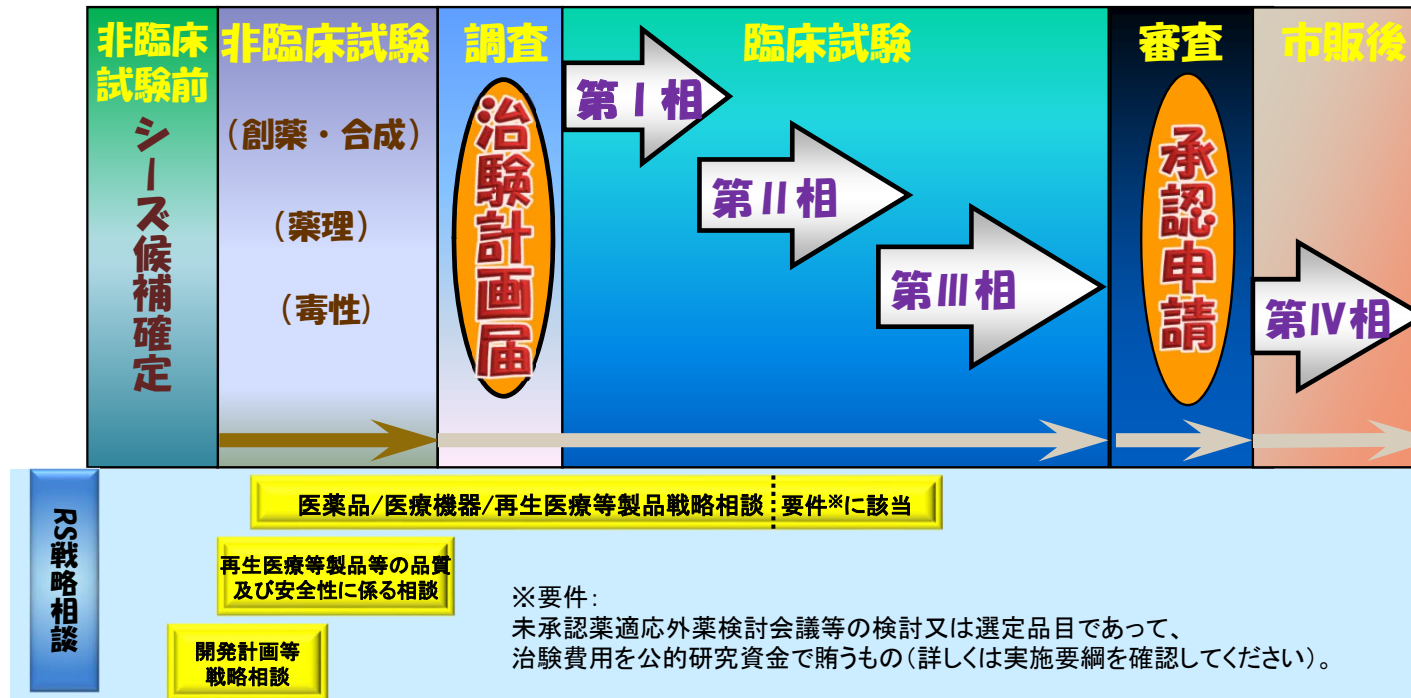 非臨床
試験前
シーズ候補確定
非臨床試験
(創薬・合成)
(薬理)
(毒性)
調査
治験計画届
臨床試験
第Ⅰ相
第Ⅱ相
第Ⅲ相
審査
承認申請
市販後
第Ⅳ相
RS戦略相談
医薬品/医療機器/再生医療等製品戦略相談 要件※に該当
再生医療等製品等の品質
及び安全性に係る相談
開発計画等
戦略相談
※要件:
未承認薬適応外薬検討会議等の検討又は選定品目であって、
治験費用を公的研究資金で賄うもの(詳しくは実施要綱を確認してください)。